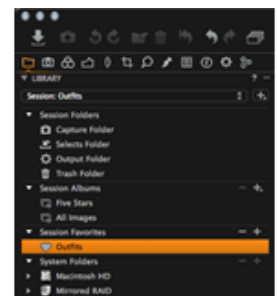 LIBRARY ?
Session: Outfits
Session Folders
Capture Folder
Selects Folder
Output Folder
Trash Folder
Session Albums
Five Stars
All Images
Session Favorites
Outfits
System Folders
Macintosh HD
Mirrored RAID